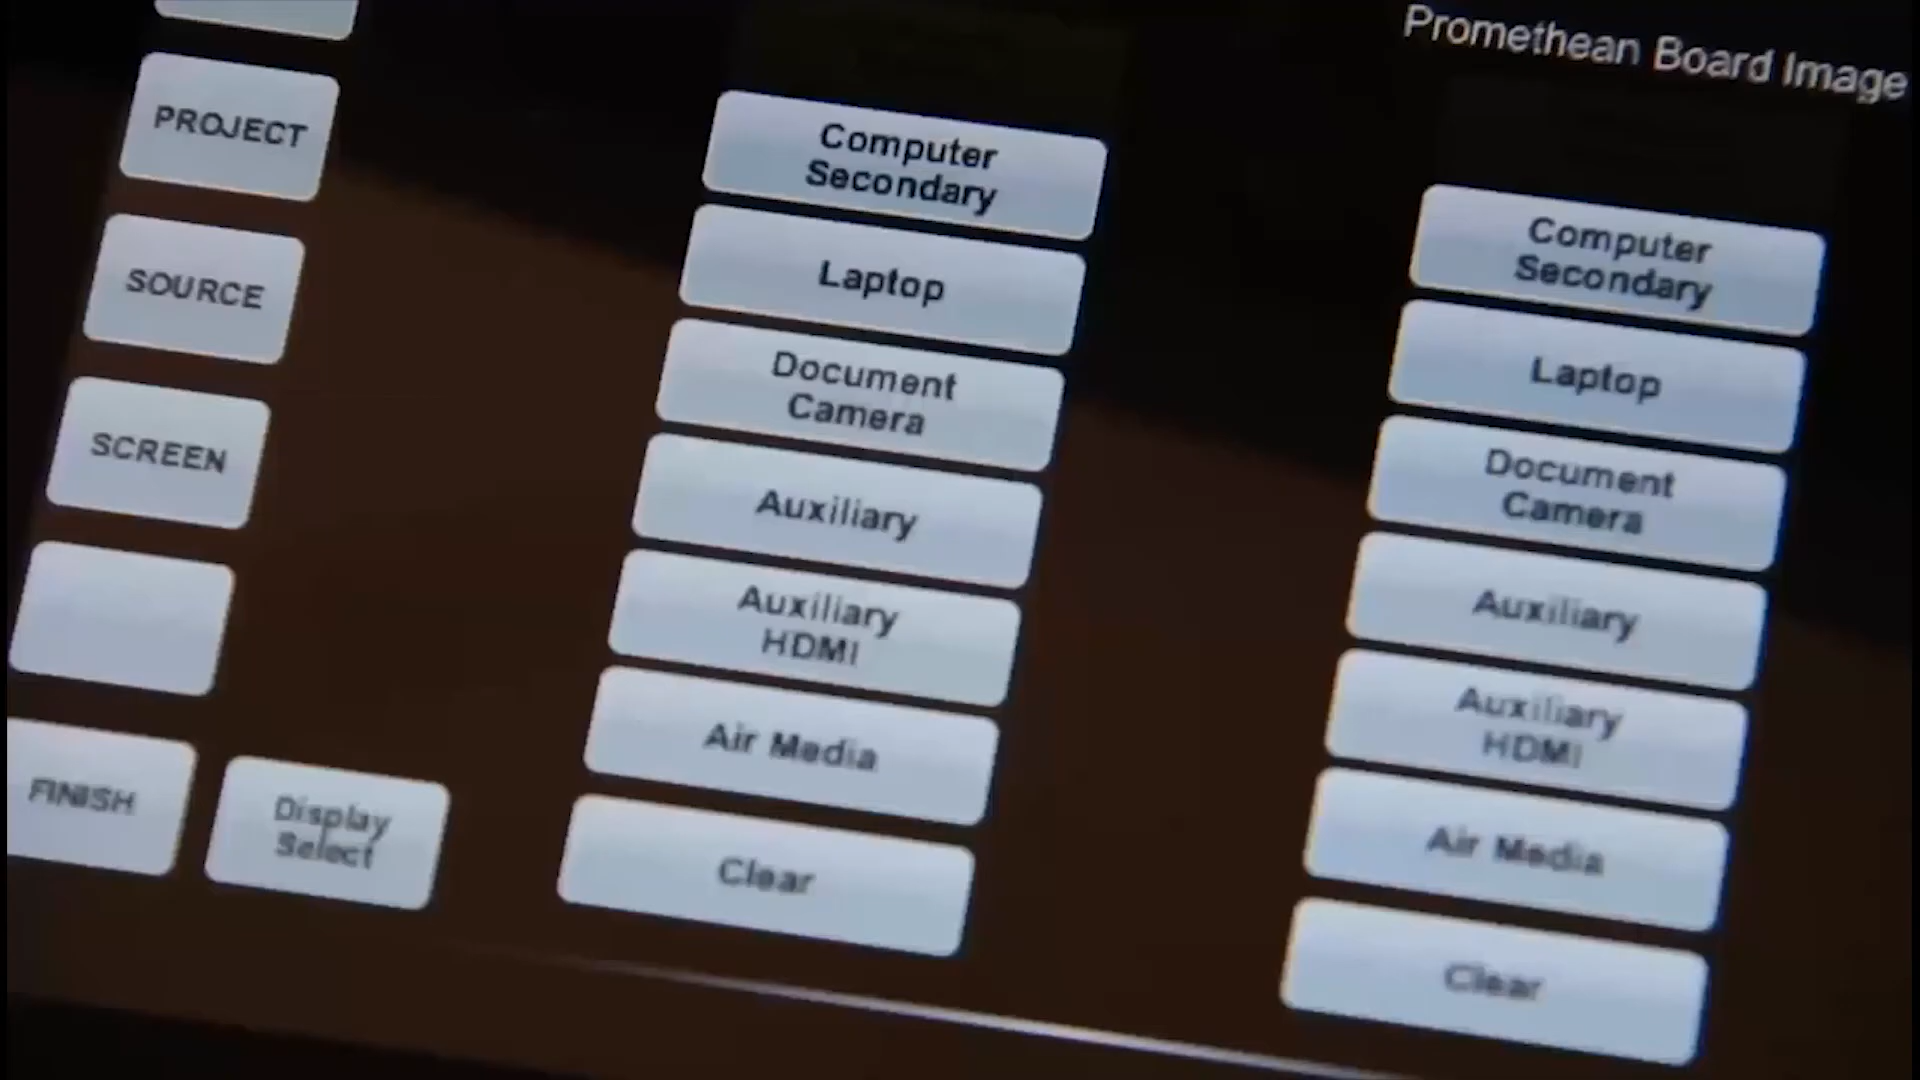 Promethean Board Image
PROJECT
SOURCE
SCREEN
FINISH
Display
Select
Computer
Secondary
Laptop
Document
Camera
Auxiliary
Auxiliary
HDMI
Air Media
Clear
Computer
Secondary
Laptop
Document
Camera
Auxiliary
Auxiliary
HDMI
Air Media
Clear